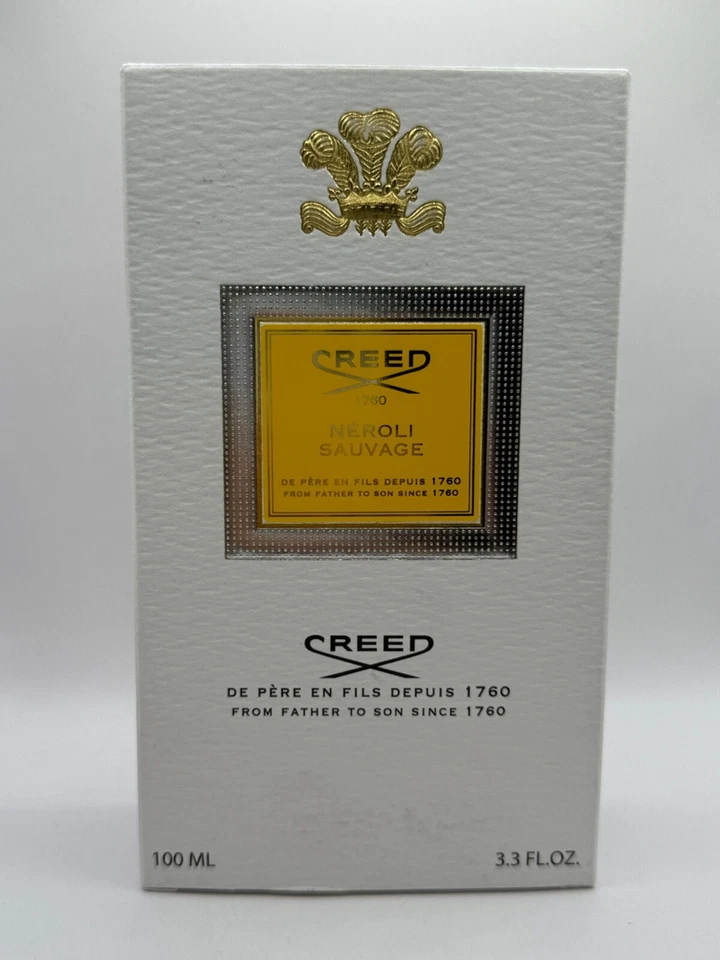 CREED
1760
NÉROLI
SAUVAGE
DE PÈRE EN FILS DEPUIS 1760
FROM FATHER TO SON SINCE 1760
CREED
DE PÈRE EN FILS DEPUIS 1760
FROM FATHER TO SON SINCE 1760
100 ML
3.3 FL.OZ.